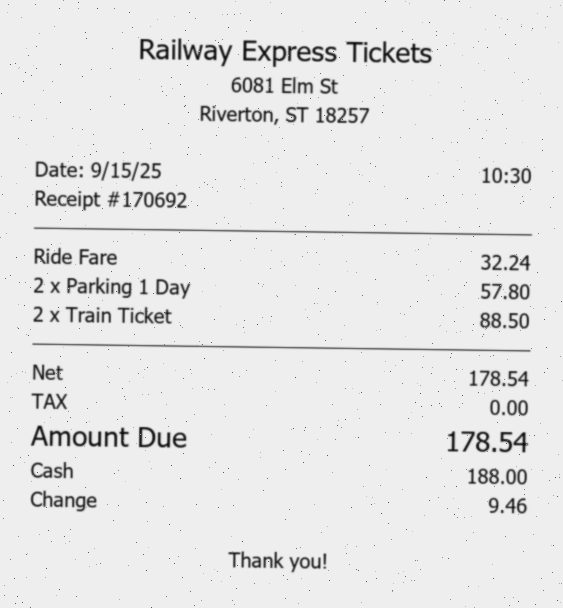 Railway Express Tickets
6081 Elm St
Riverton, ST 18257
Date: 9/15/25 10:30
Receipt #170692
Ride Fare 32.24
2 x Parking 1 Day 57.80
2 x Train Ticket 88.50
Net 178.54
TAX 0.00
Amount Due 178.54
Cash 188.00
Change 9.46
Thank you!